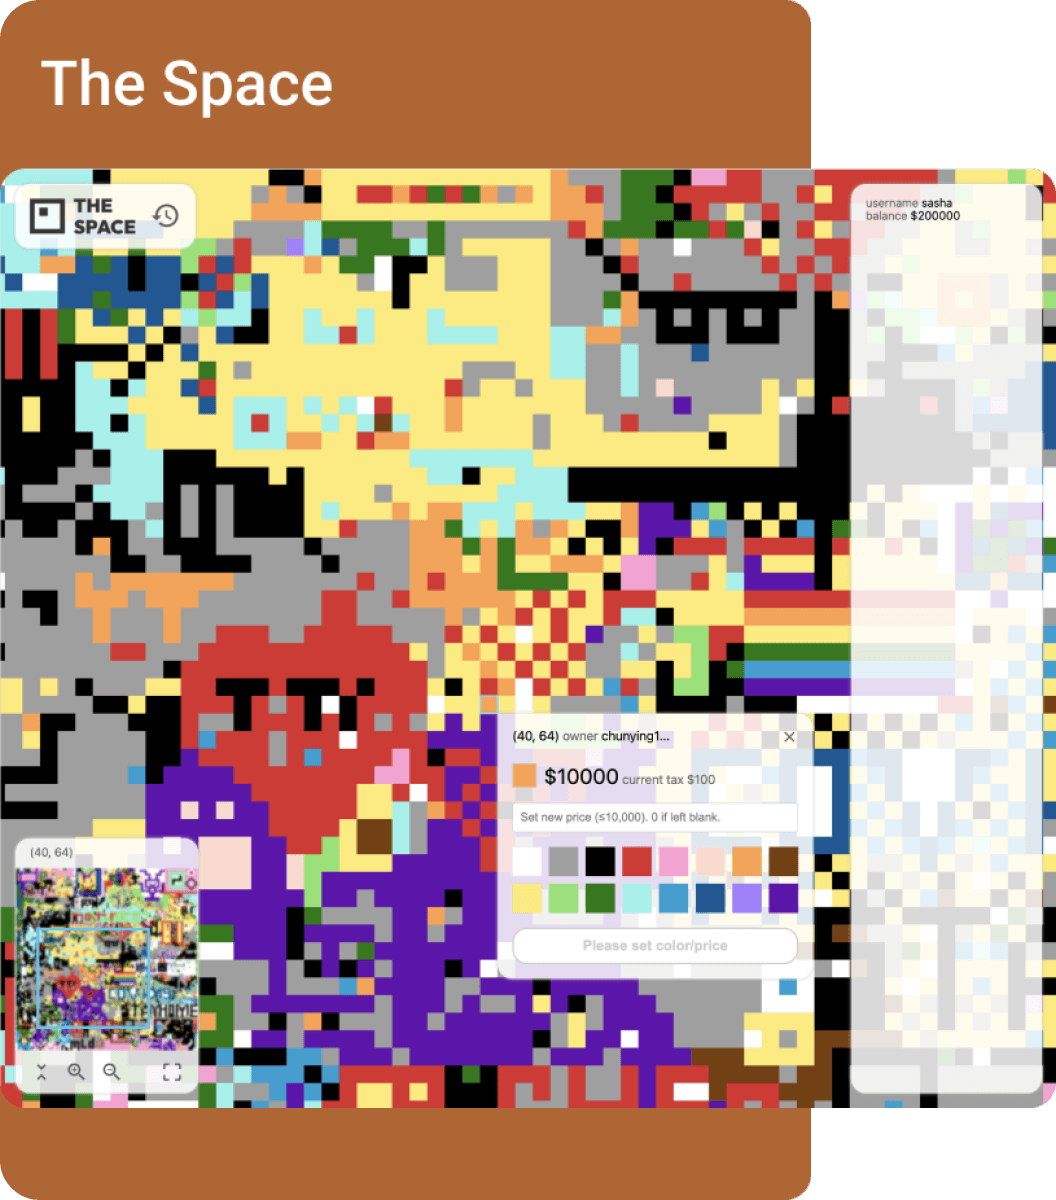 The Space
THE
SPACE
username sasha
balance $200000
(40, 64) owner chunying1...
$10000 current tax $100
Set new price (≤10,000). 0 if left blank.
Please set color/price
(40, 64)
mLd